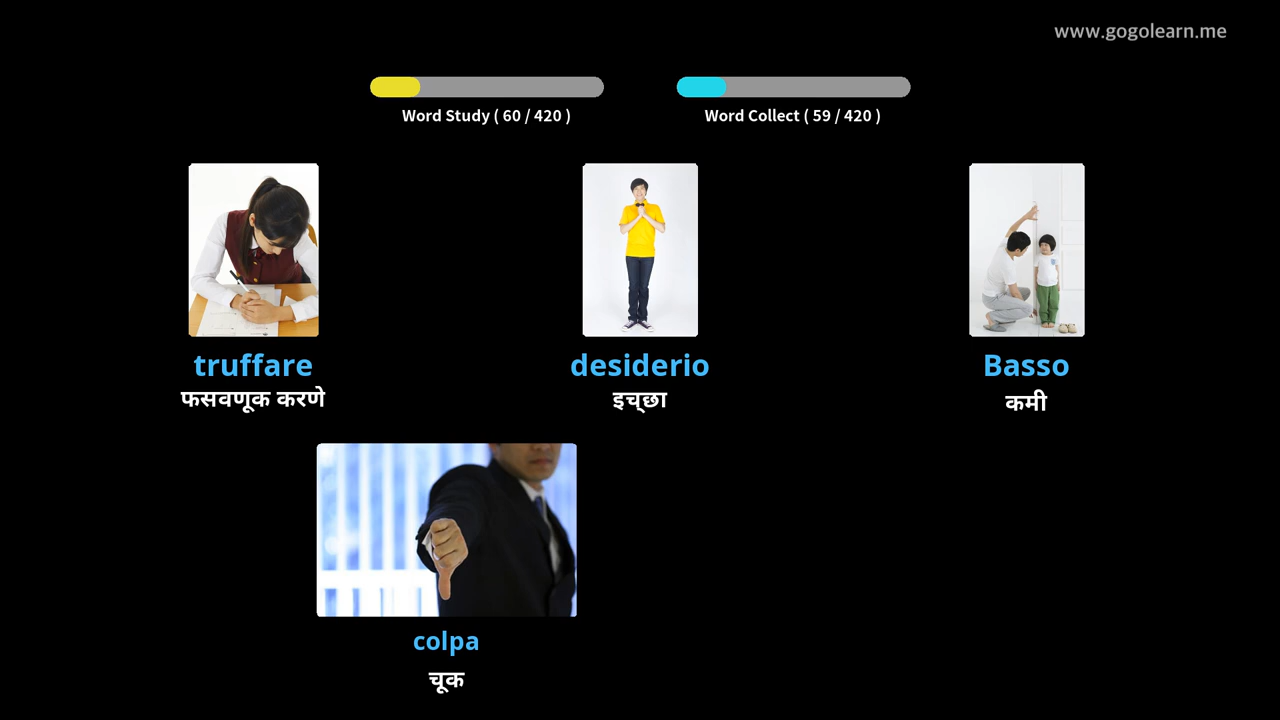 www.gogolearn.me
Word Study ( 60 / 420 )
Word Collect ( 59 / 420 )
truffare
फसवणूक करणे
desiderio
इच्छा
Basso
कमी
colpa
चूक